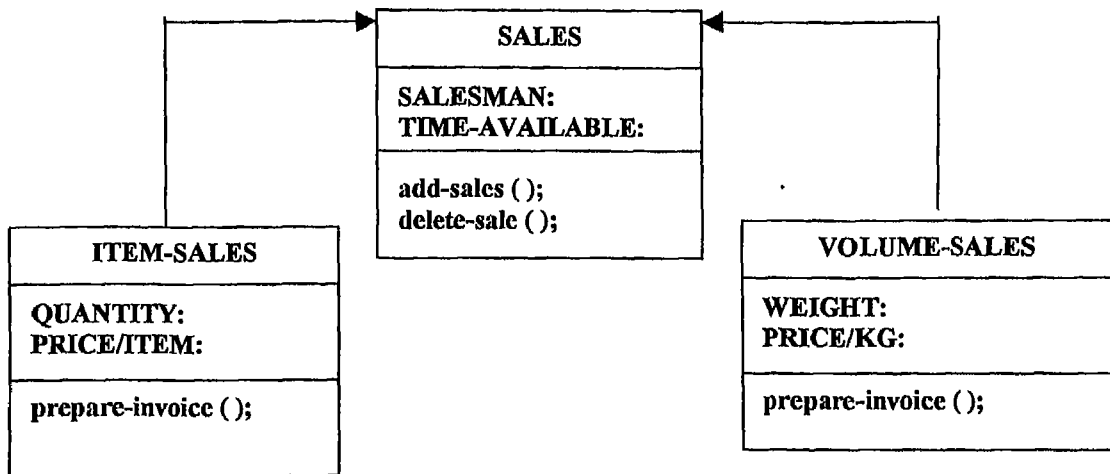 SALES
SALESMAN:
TIME-AVAILABLE:
add-sales ( );
delete-sale ( );
ITEM-SALES
QUANTITY:
PRICE/ITEM:
prepare-invoice ( );
VOLUME-SALES
WEIGHT:
PRICE/KG:
prepare-invoice ( );